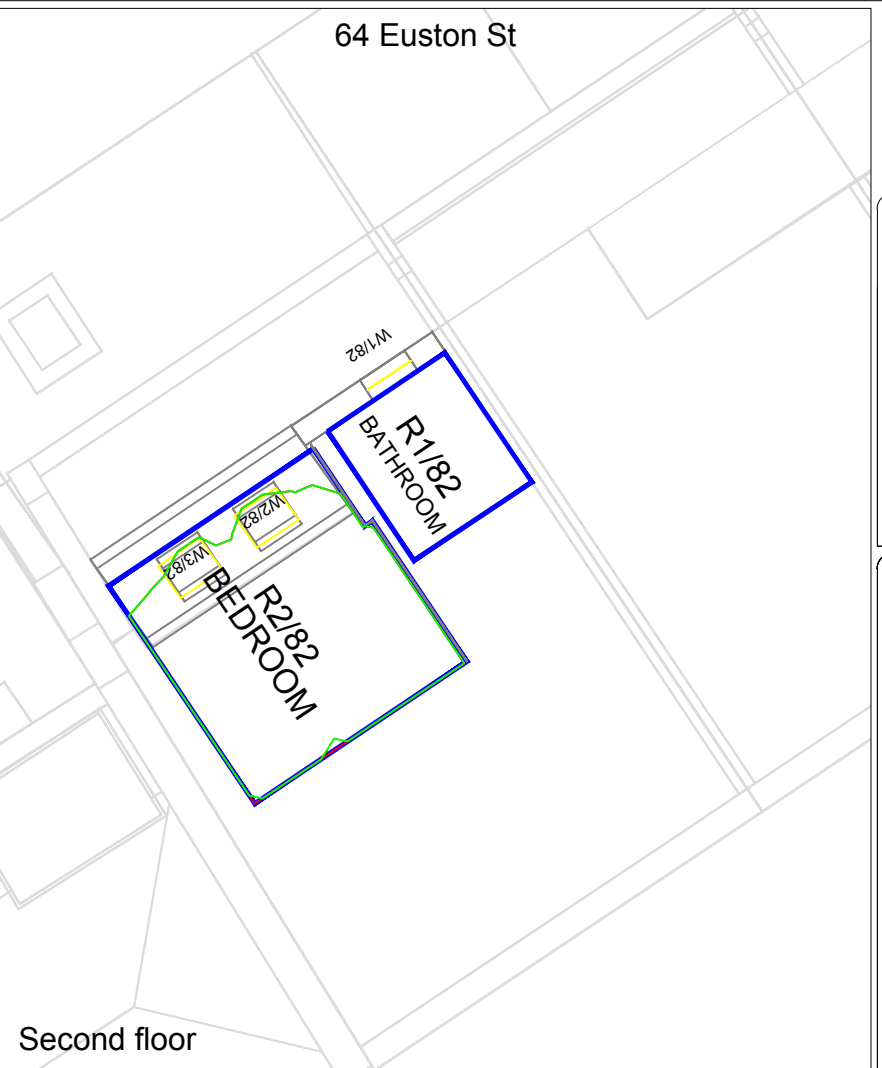 64 Euston St
W1/82
R1/82
BATHROOM
W2/82
W3/82
R2/82
BEDROOM
Second floor